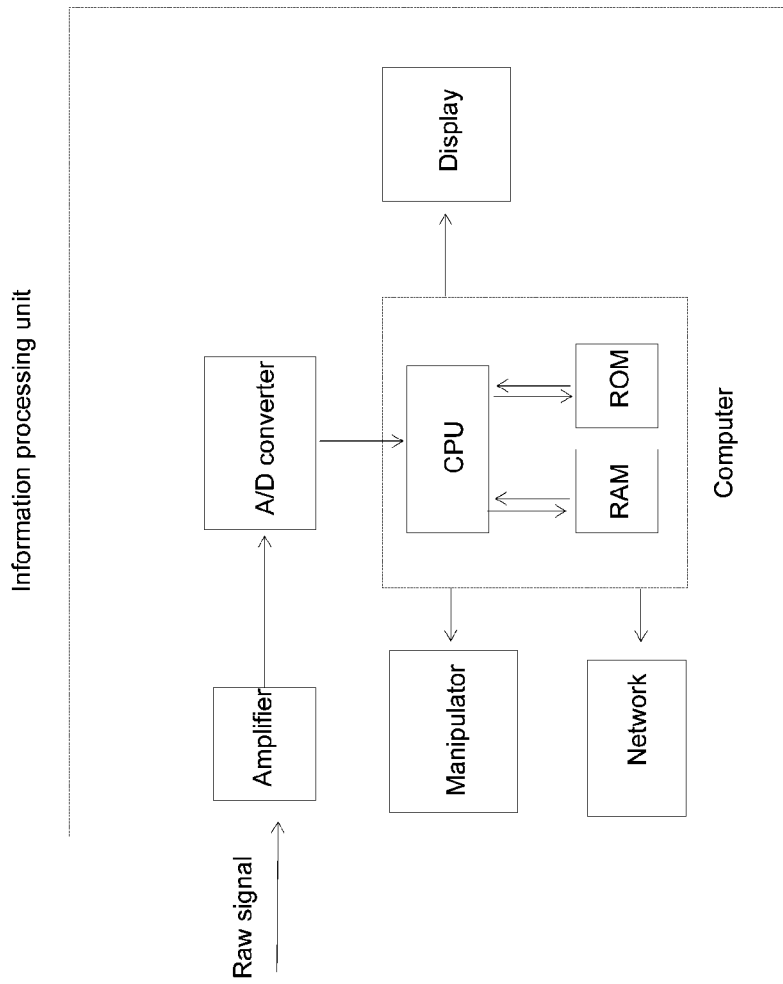 Information processing unit
Raw signal
Amplifier
A/D converter
Manipulator
CPU
Display
Network
RAM
ROM
Computer